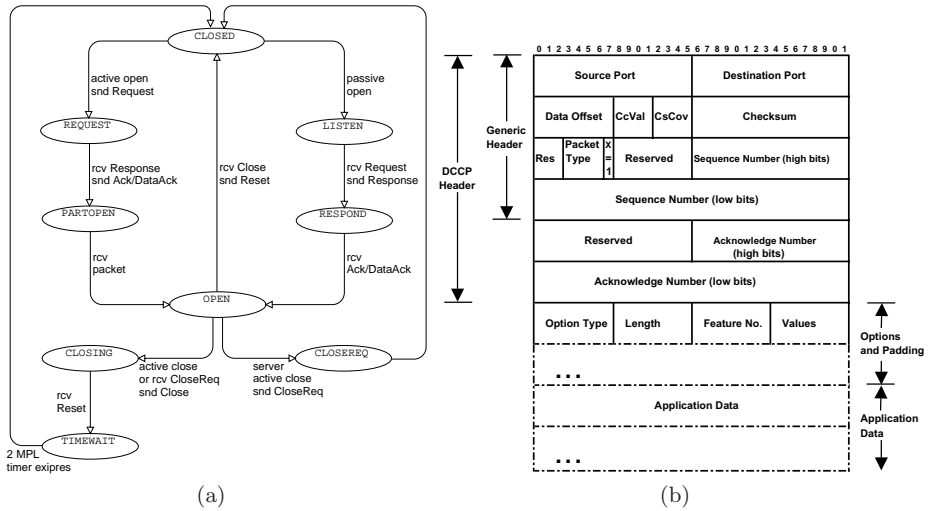 CLOSED
active open
snd Request
passive
open
REQUEST
LISTEN
rcv Response
snd Ack/DataAck
rcv Close
snd Reset
rcv Request
snd Response
PARTOPEN
RESPOND
rcv
packet
rcv
Ack/DataAck
OPEN
CLOSING
CLOSEREQ
active close
or rcv CloseReq
snd Close
server
active close
snd CloseReq
rcv
Reset
TIMEWAIT
2 MPL
timer exipres
(a)
0 1 2 3 4 5 6 7 8 9 0 1 2 3 4 5 6 7 8 9 0 1 2 3 4 5 6 7 8 9 0 1
Source Port
Destination Port
Data Offset
CcVal
CsCov
Checksum
Generic
Header
Res
Packet
Type
X
=
1
Reserved
Sequence Number (high bits)
DCCP
Header
Sequence Number (low bits)
Reserved
Acknowledge Number
(high bits)
Acknowledge Number (low bits)
Option Type
Length
Feature No.
Values
Options
and Padding
...
Application Data
Application
Data
...
(b)